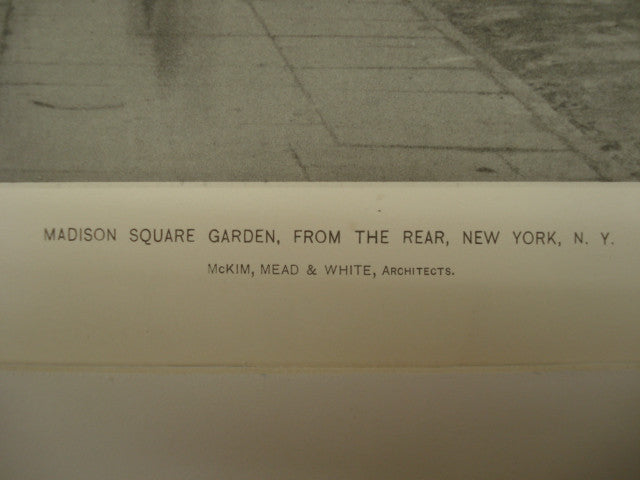 MADISON SQUARE GARDEN, FROM THE REAR, NEW YORK, N. Y.
McKIM, MEAD & WHITE, ARCHITECTS.